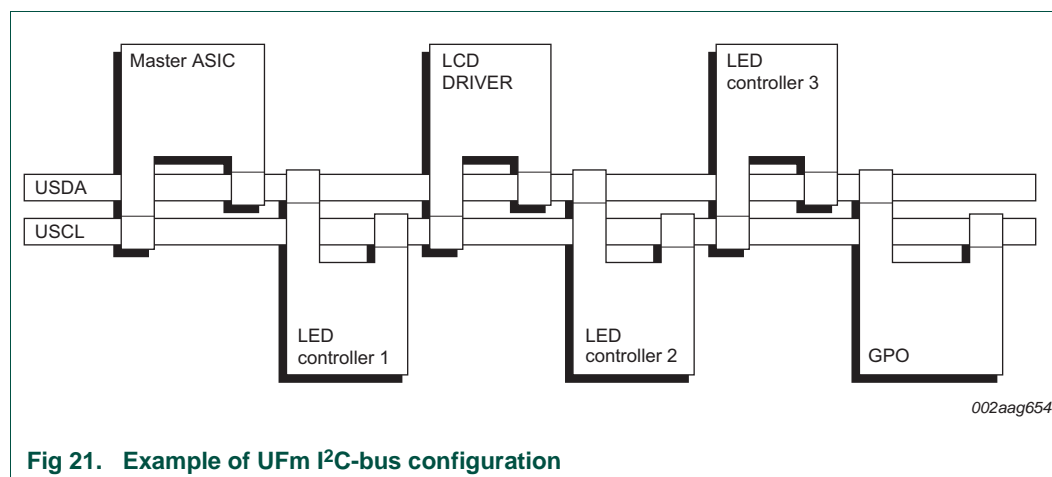 Master ASIC
LCD
DRIVER
LED
controller 3
USDA
USCL
LED
controller 1
LED
controller 2
GPO
002aag654
Fig 21. Example of UFm I²C-bus configuration